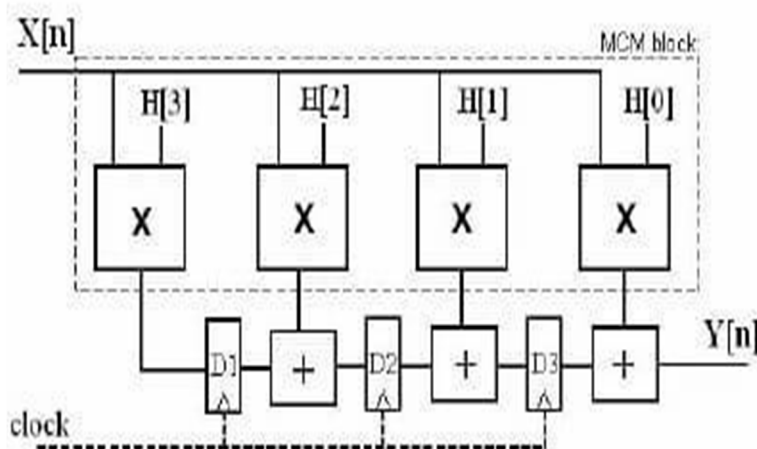 X[n]
MCM block
H[3]
H[2]
H[1]
H[0]
X
X
X
X
D1
+
D2
+
D3
+
Y[n]
clock